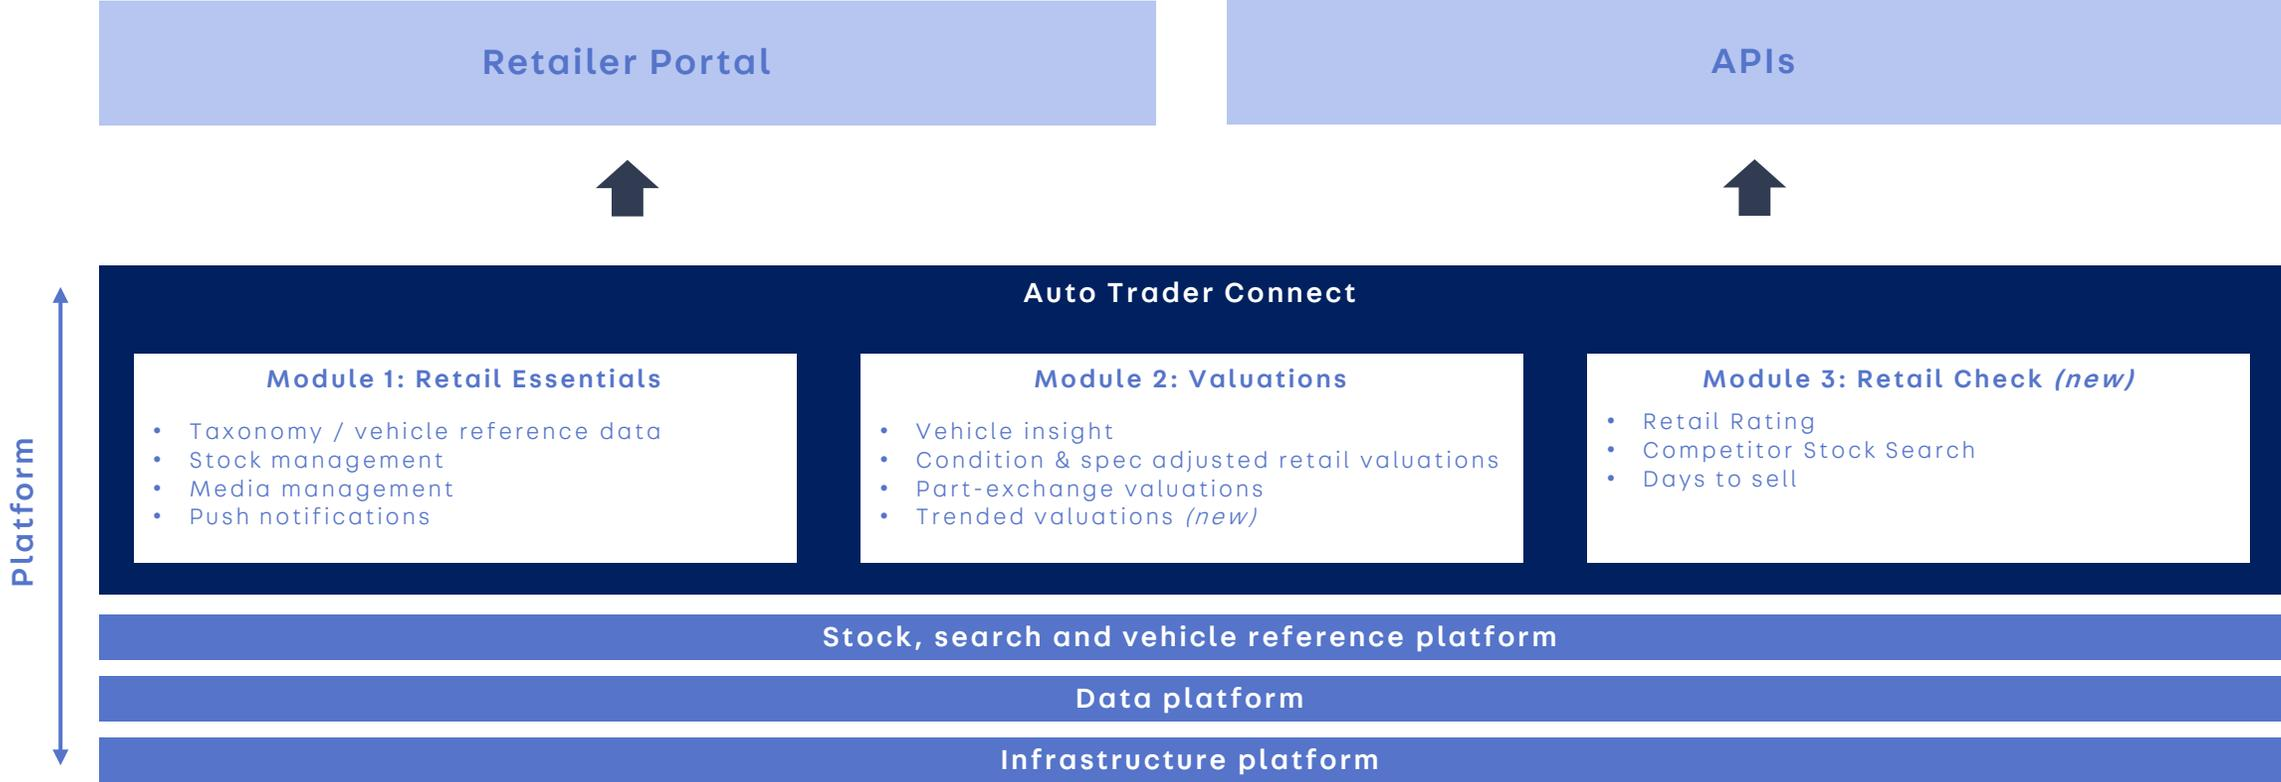 Retailer Portal
APIs
Auto Trader Connect
Module 1: Retail Essentials
• Taxonomy / vehicle reference data
• Stock management
• Media management
• Push notifications
Module 2: Valuations
• Vehicle insight
• Condition & spec adjusted retail valuations
• Part-exchange valuations
• Trended valuations (new)
Module 3: Retail Check (new)
• Retail Rating
• Competitor Stock Search
• Days to sell
Platform
Stock, search and vehicle reference platform
Data platform
Infrastructure platform